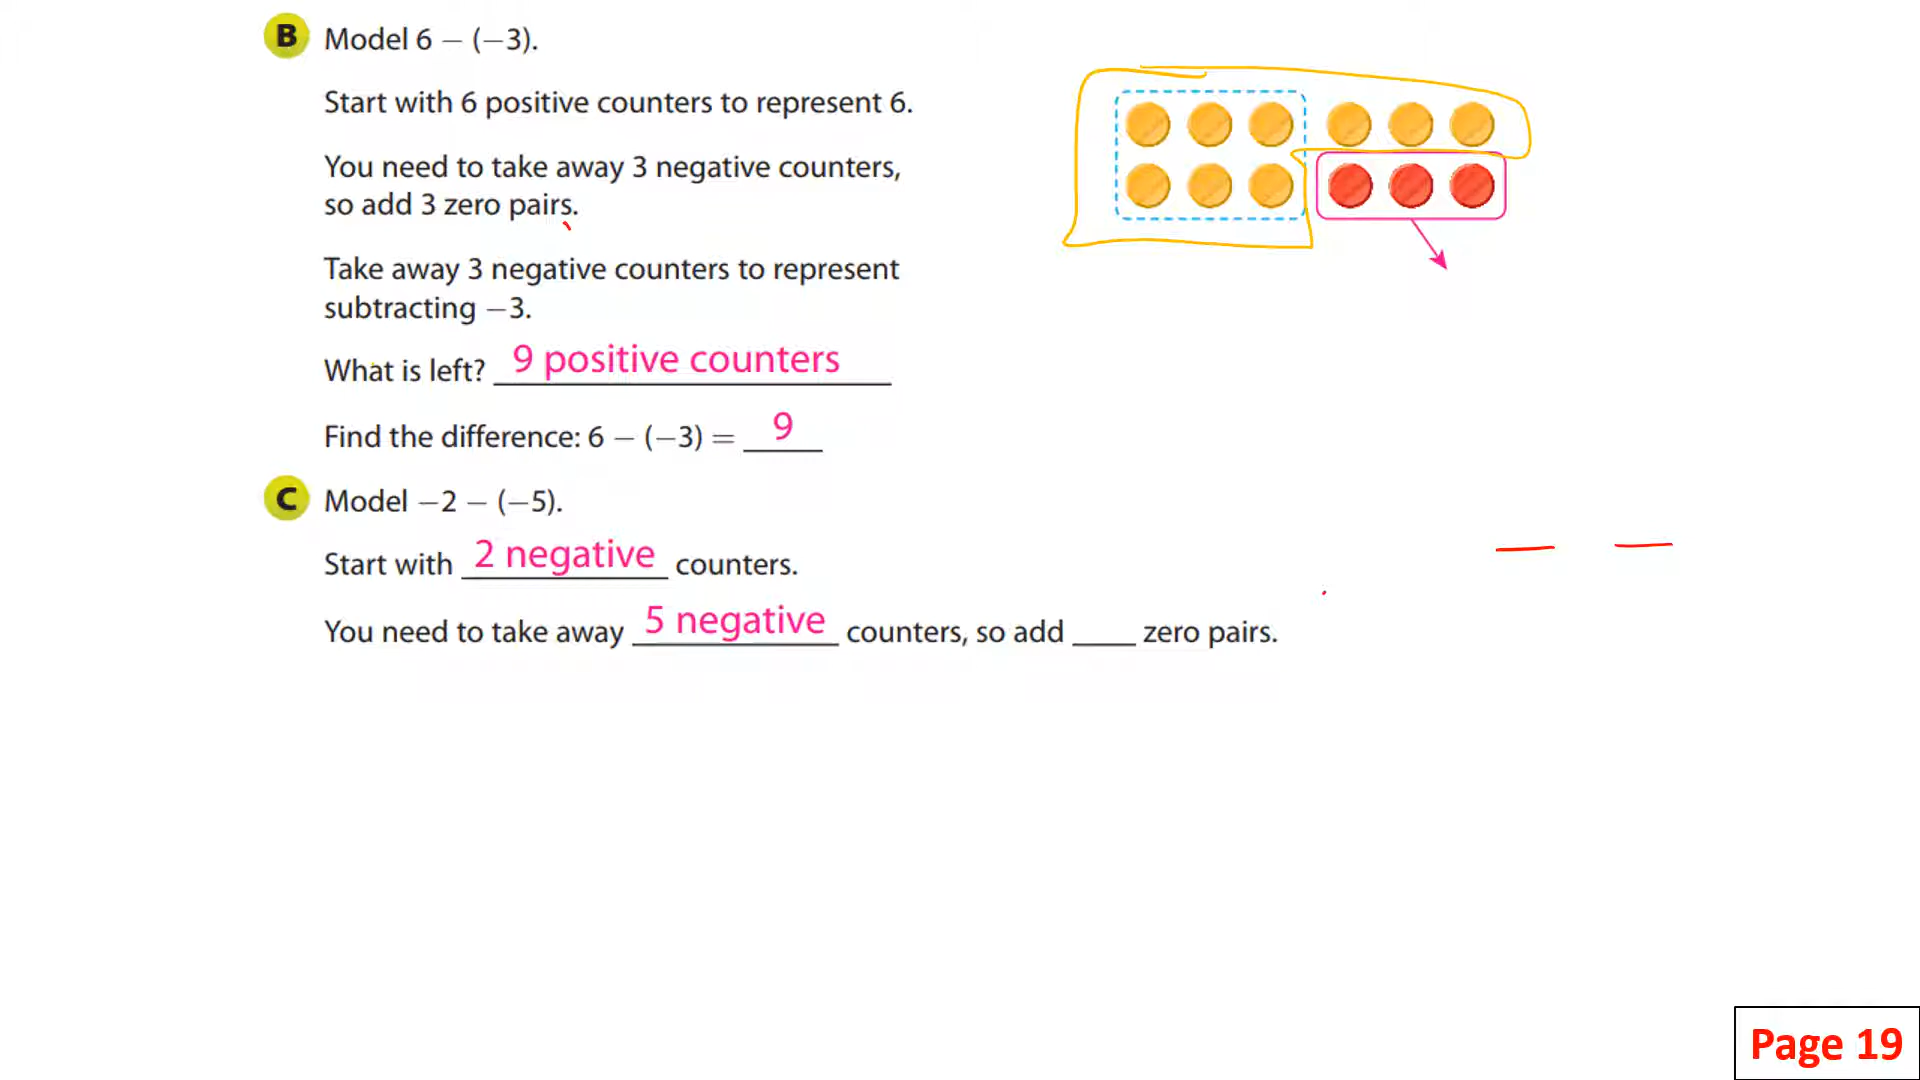 B Model 6 − (−3).
Start with 6 positive counters to represent 6.
You need to take away 3 negative counters,
so add 3 zero pairs.
Take away 3 negative counters to represent
subtracting −3.
What is left? 9 positive counters
Find the difference: 6 − (−3) = 9
C Model −2 − (−5).
Start with 2 negative counters.
You need to take away 5 negative counters, so add ____ zero pairs.
Page 19